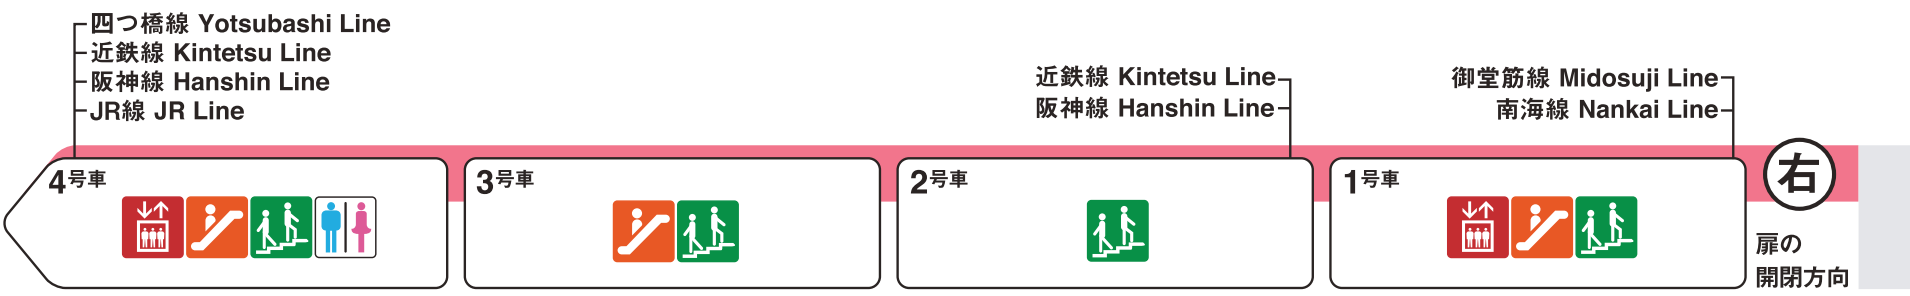 四つ橋線 Yotsubashi Line
近鉄線 Kintetsu Line
阪神線 Hanshin Line
JR線 JR Line
近鉄線 Kintetsu Line
阪神線 Hanshin Line
御堂筋線 Midosuji Line
南海線 Nankai Line
4号車
3号車
2号車
1号車
右
扉の
開閉方向